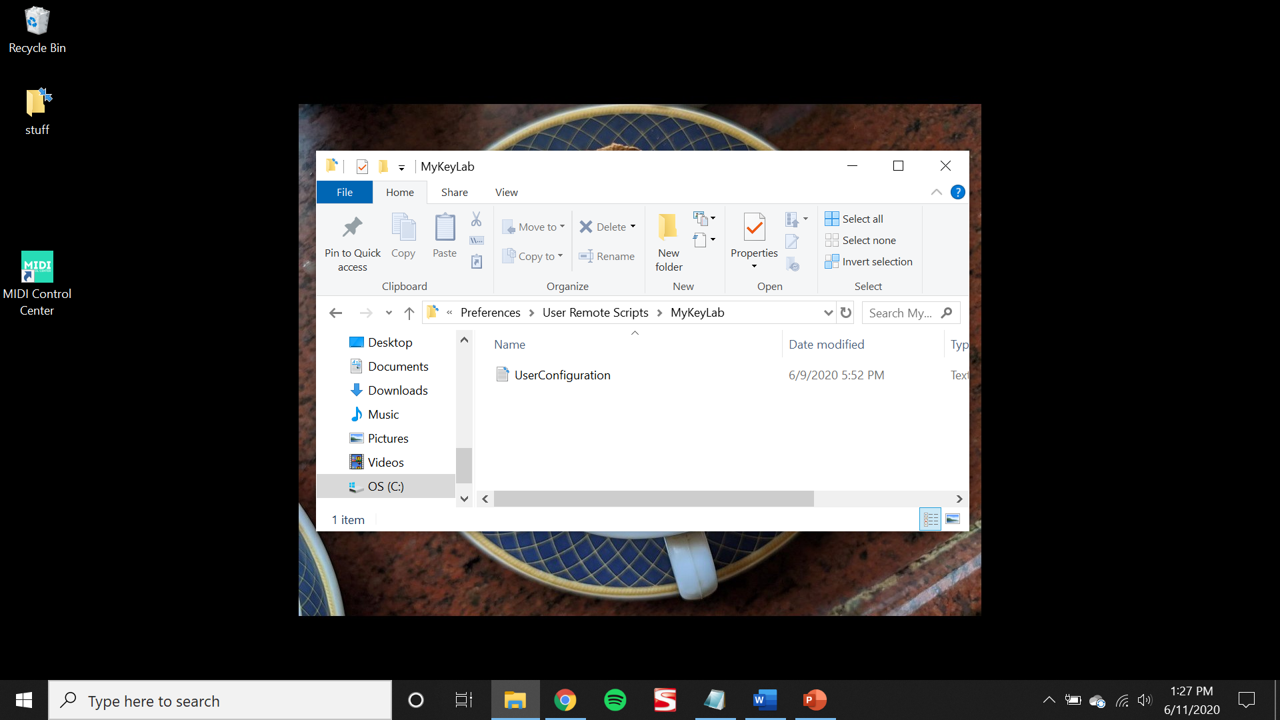 Recycle Bin
stuff
MIDI
MIDI Control
Center
MyKeyLab
File Home Share View
Pin to Quick
access
Copy
Paste
Move to
Copy to
Delete
Rename
New
folder
Properties
Select all
Select none
Invert selection
Clipboard Organize New Open Select
« Preferences > User Remote Scripts > MyKeyLab
Search My...
Desktop
Documents
Downloads
Music
Pictures
Videos
OS (C:)
Name Date modified Typ
UserConfiguration 6/9/2020 5:52 PM Text
1 item
Type here to search
1:27 PM
6/11/2020